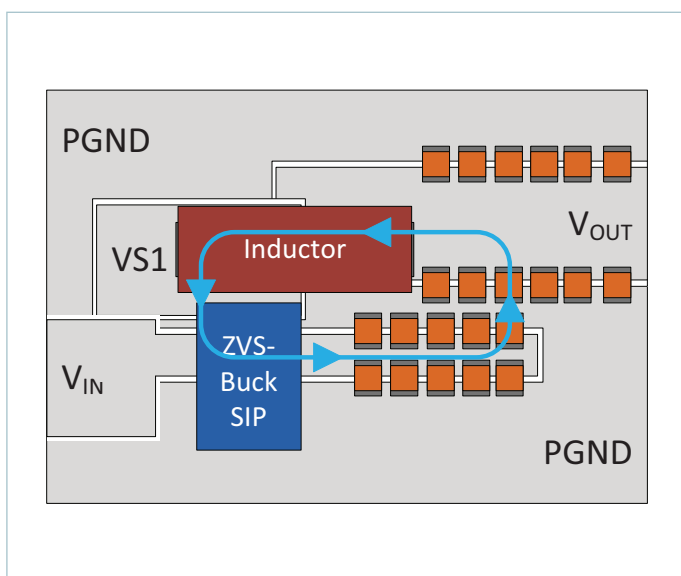 PGND
VS1
Inductor
VOUT
ZVS-
Buck
SIP
VIN
PGND